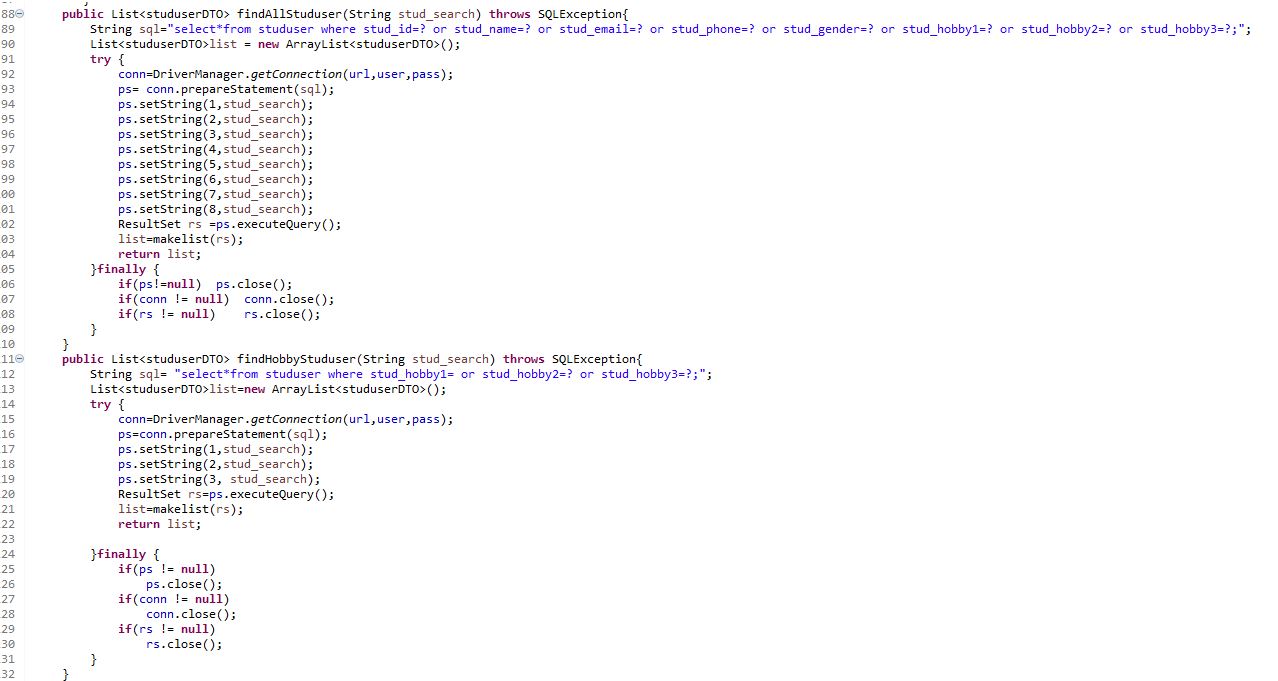 88 public List<studuserDTO> findAllStuduser(String stud_search) throws SQLException{
89 String sql="select*from studuser where stud_id=? or stud_name=? or stud_email=? or stud_phone=? or stud_gender=? or stud_hobby1=? or stud_hobby2=? or stud_hobby3=?;";
90 List<studuserDTO>list = new ArrayList<studuserDTO>();
91 try {
92 conn=DriverManager.getConnection(url,user,pass);
93 ps= conn.prepareStatement(sql);
94 ps.setString(1,stud_search);
95 ps.setString(2,stud_search);
96 ps.setString(3,stud_search);
97 ps.setString(4,stud_search);
98 ps.setString(5,stud_search);
99 ps.setString(6,stud_search);
00 ps.setString(7,stud_search);
01 ps.setString(8,stud_search);
02 ResultSet rs =ps.executeQuery();
03 list=makelist(rs);
04 return list;
05 }finally {
06 if(ps!=null)  ps.close();
07 if(conn != null)  conn.close();
08 if(rs != null)    rs.close();
09 }
10 }
11 public List<studuserDTO> findHobbyStuduser(String stud_search) throws SQLException{
12 String sql= "select*from studuser where stud_hobby1= or stud_hobby2=? or stud_hobby3=?;";
13 List<studuserDTO>list=new ArrayList<studuserDTO>();
14 try {
15 conn=DriverManager.getConnection(url,user,pass);
16 ps=conn.prepareStatement(sql);
17 ps.setString(1,stud_search);
18 ps.setString(2,stud_search);
19 ps.setString(3, stud_search);
20 ResultSet rs=ps.executeQuery();
21 list=makelist(rs);
22 return list;
23
24 }finally {
25 if(ps != null)
26 ps.close();
27 if(conn != null)
28 conn.close();
29 if(rs != null)
30 rs.close();
31 }
32 }